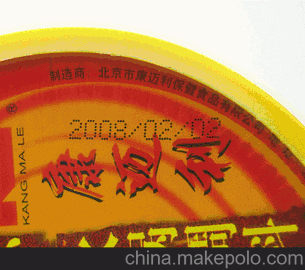 制造商 北京市康迈利保健食品有限公司
®
KANG MA LE
2008/02/02
康迈利
china.makepolo.com